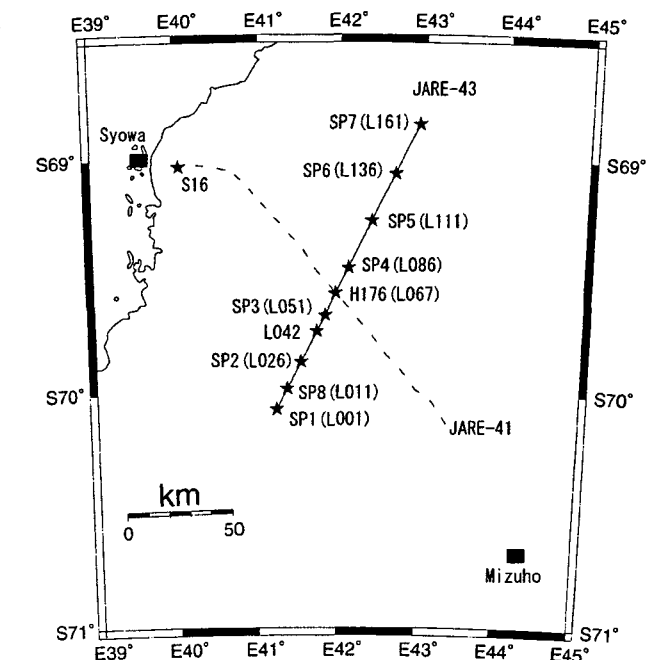 E39° E40° E41° E42° E43° E44° E45°
JARE-43
SP7(L161)
Syowa
S69° S69°
SP6(L136)
S16
SP5(L111)
SP4(L086)
H176(L067)
SP3(L051)
L042
SP2(L026)
SP8(L011)
S70° S70°
SP1(L001)
JARE-41
km
0 50
Mizuho
S71° S71°
E39° E40° E41° E42° E43° E44° E45°